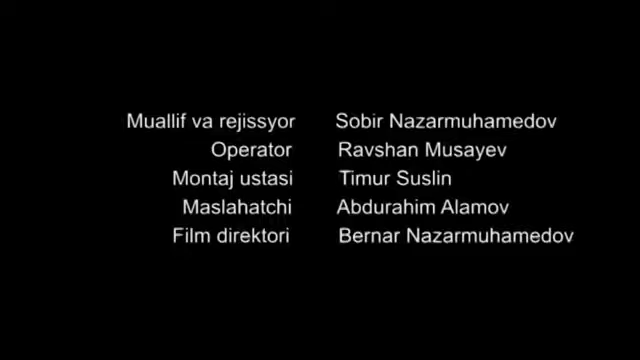 Muallif va rejissyor Sobir Nazarmuhamedov
Operator Ravshan Musayev
Montaj ustasi Timur Suslin
Maslahatchi Abdurahim Alamov
Film direktori Bernar Nazarmuhamedov